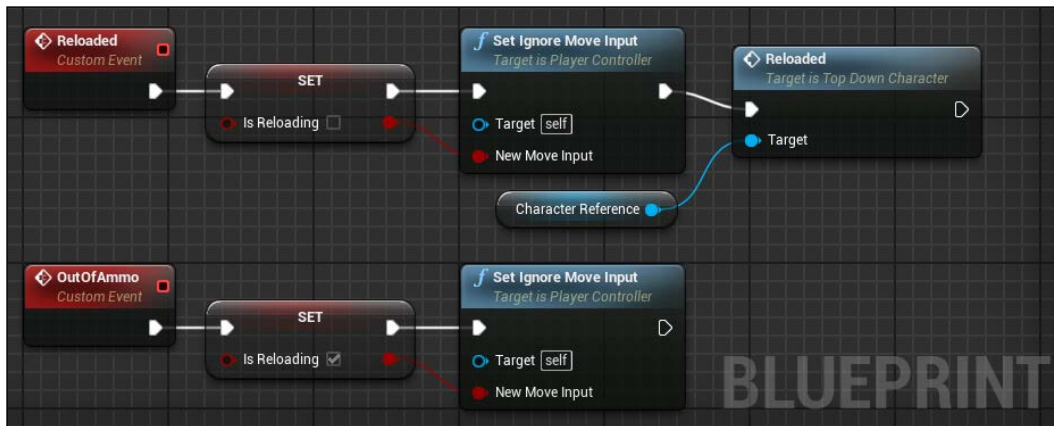 Reloaded
Custom Event
SET
Is Reloading
Set Ignore Move Input
Target is Player Controller
Target self
New Move Input
Reloaded
Target is Top Down Character
Target
Character Reference
OutOfAmmo
Custom Event
SET
Is Reloading
Set Ignore Move Input
Target is Player Controller
Target self
New Move Input
BLUEPRINT